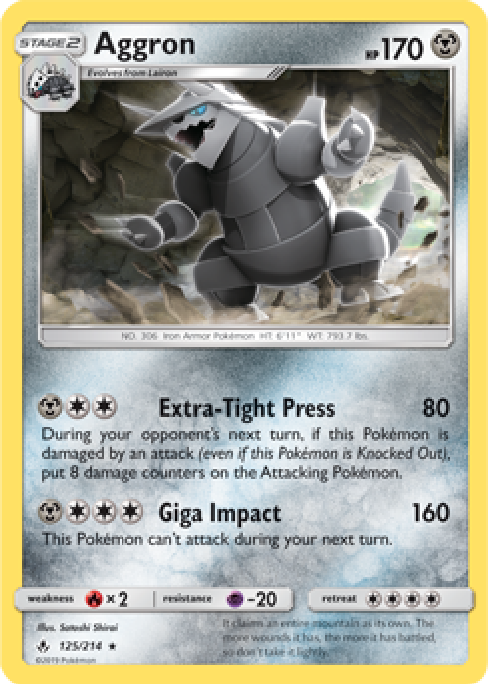 STAGE 2 Aggron HP 170
Evolves from Lairon
NO. 306 Iron Armor Pokémon HT: 6'11" WT: 793.7 lbs.
Extra-Tight Press 80
During your opponent's next turn, if this Pokémon is
damaged by an attack (even if this Pokémon is Knocked Out),
put 8 damage counters on the Attacking Pokémon.
Giga Impact 160
This Pokémon can't attack during your next turn.
weakness × 2 resistance -20 retreat
Illus. Satoshi Shirai
125/214 ★
©2019 Pokémon
It claims an entire mountain as its own. The
more wounds it has, the more it has battled,
so don't take it lightly.